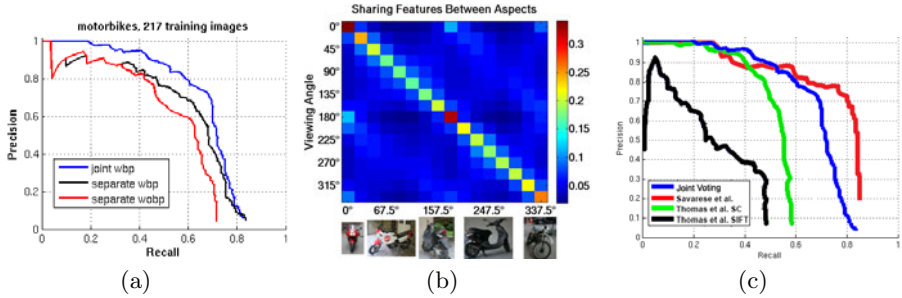 motorbikes, 217 training images
Precision
1
0.8
0.6
0.4
0.2
0
joint wbp
separate wbp
separate wobp
0 0.2 0.4 0.6 0.8 1
Recall
(a)
Sharing Features Between Aspects
Viewing Angle
0°
45°
90°
135°
180°
225°
270°
315°
0° 67.5° 157.5° 247.5° 337.5°
0.3
0.25
0.2
0.15
0.1
0.05
(b)
Precision
1
0.9
0.8
0.7
0.6
0.5
0.4
0.3
0.2
0.1
0
Joint Voting
Savarese et al.
Thomas et al. SC
Thomas et al. SIFT
0 0.2 0.4 0.6 0.8 1
Recall
(c)